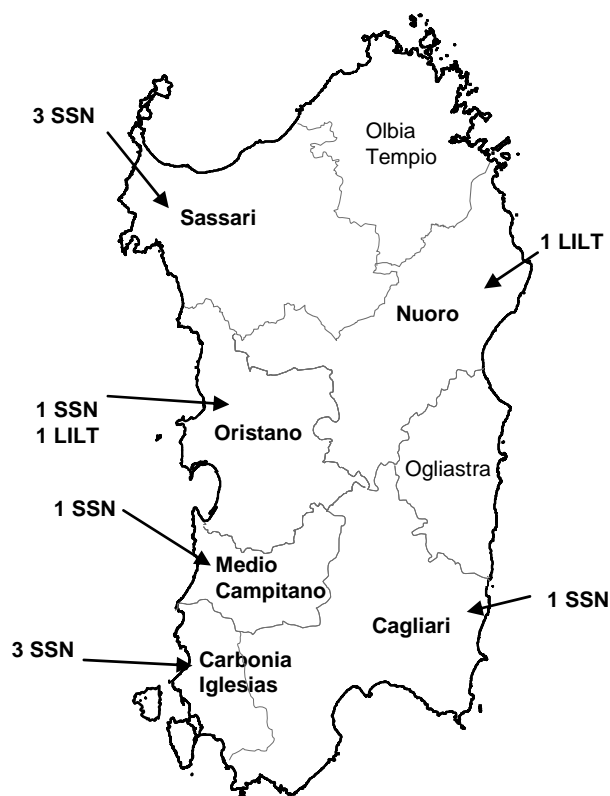 3 SSN
Olbia
Tempio
Sassari
1 LILT
Nuoro
1 SSN
1 LILT
Oristano
Ogliastra
1 SSN
Medio
Campitano
1 SSN
Cagliari
3 SSN
Carbonia
Iglesias